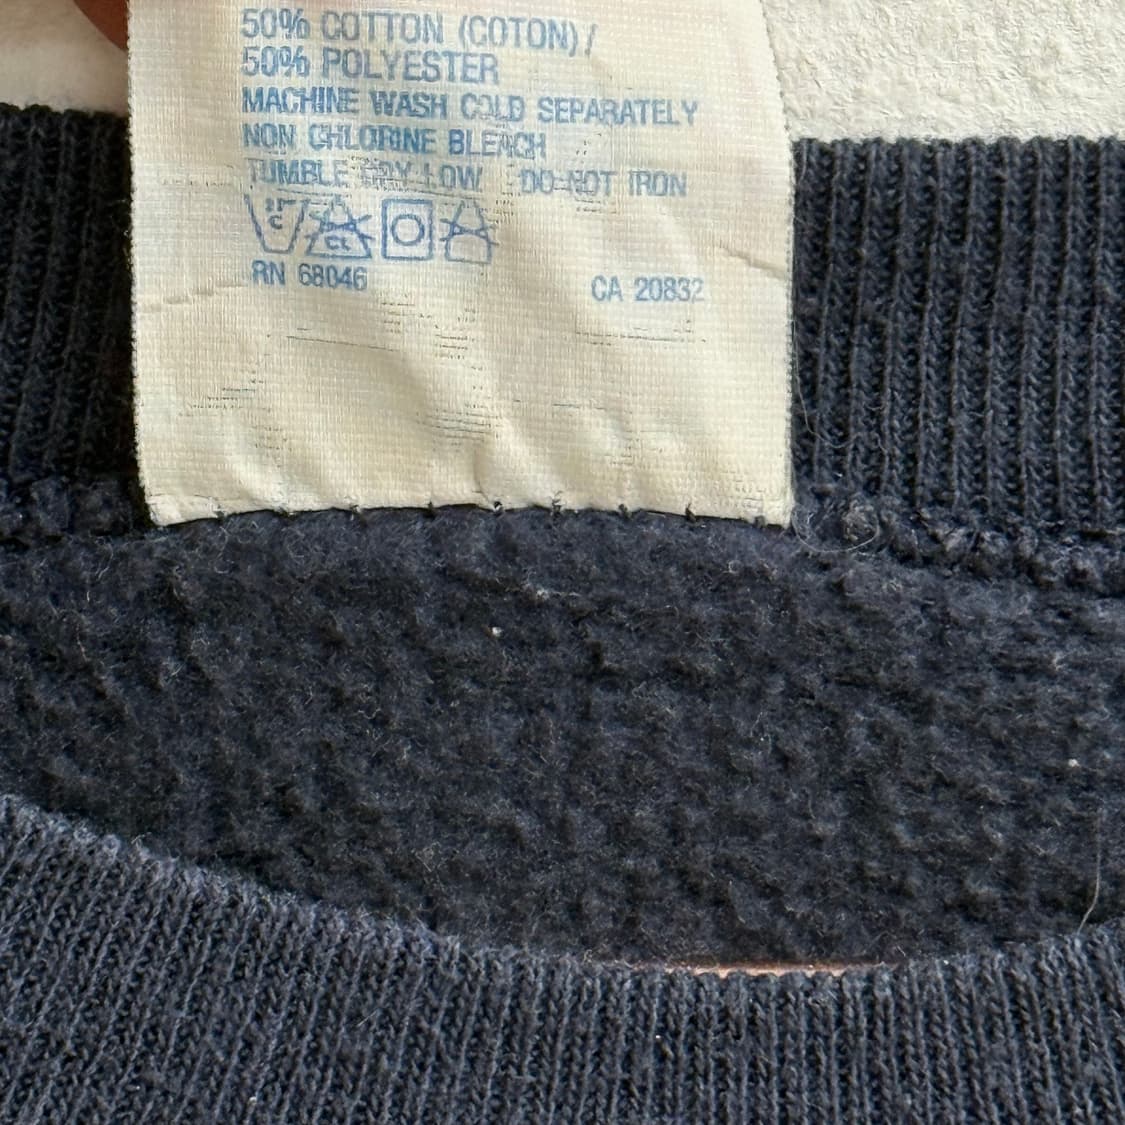 50% COTTON (COTON) /
50% POLYESTER
MACHINE WASH COLD SEPARATELY
NON CHLORINE BLEACH
TUMBLE DRY LOW DO NOT IRON
C CL
RN 68046 CA 20832